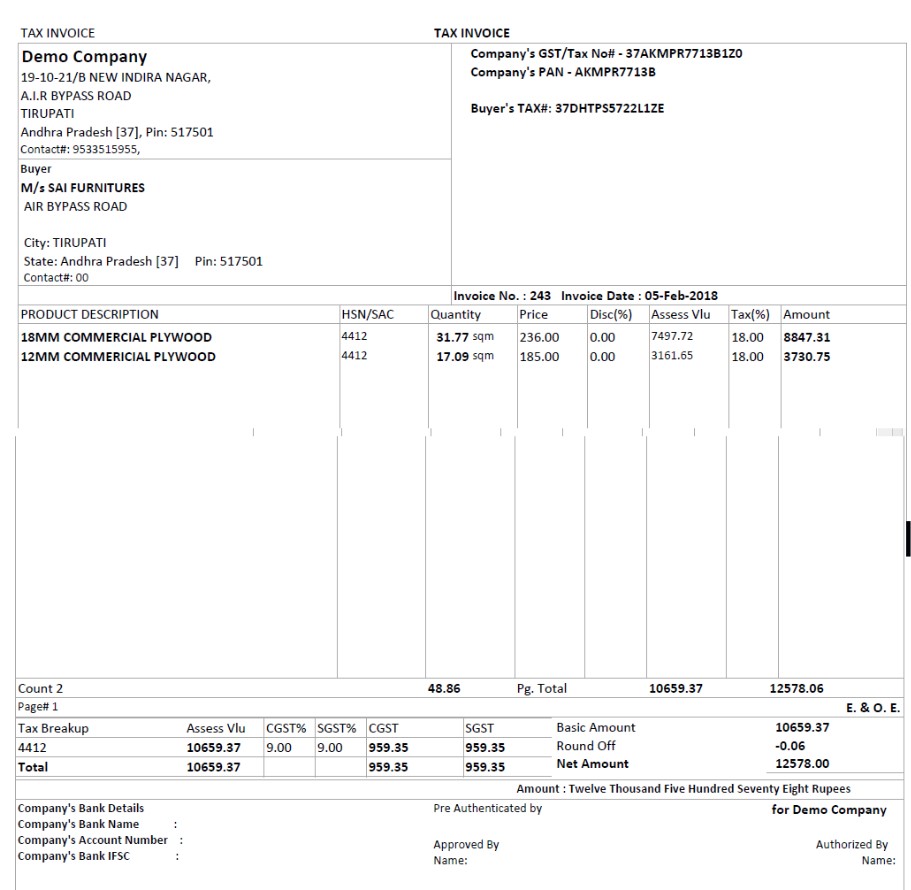 TAX INVOICE TAX INVOICE
Demo Company
19-10-21/B NEW INDIRA NAGAR,
A.I.R BYPASS ROAD
TIRUPATI
Andhra Pradesh [37], Pin: 517501
Contact#: 9533515955,
Company's GST/Tax No# - 37AKMPR7713B1Z0
Company's PAN - AKMPR7713B
Buyer's TAX#: 37DHTPS5722L1ZE
Buyer
M/s SAI FURNITURES
AIR BYPASS ROAD
City: TIRUPATI
State: Andhra Pradesh [37] Pin: 517501
Contact#: 00
Invoice No. : 243 Invoice Date : 05-Feb-2018
PRODUCT DESCRIPTION HSN/SAC Quantity Price Disc(%) Assess Vlu Tax(%) Amount
18MM COMMERCIAL PLYWOOD 4412 31.77 sqm 236.00 0.00 7497.72 18.00 8847.31
12MM COMMERICIAL PLYWOOD 4412 17.09 sqm 185.00 0.00 3161.65 18.00 3730.75
Count 2 48.86 Pg. Total 10659.37 12578.06
Page# 1 E. & O. E.
Tax Breakup Assess Vlu CGST% SGST% CGST SGST Basic Amount 10659.37
4412 10659.37 9.00 9.00 959.35 959.35 Round Off -0.06
Total 10659.37 959.35 959.35 Net Amount 12578.00
Amount : Twelve Thousand Five Hundred Seventy Eight Rupees
Company's Bank Details Pre Authenticated by for Demo Company
Company's Bank Name :
Company's Account Number : Approved By Authorized By
Company's Bank IFSC : Name: Name: